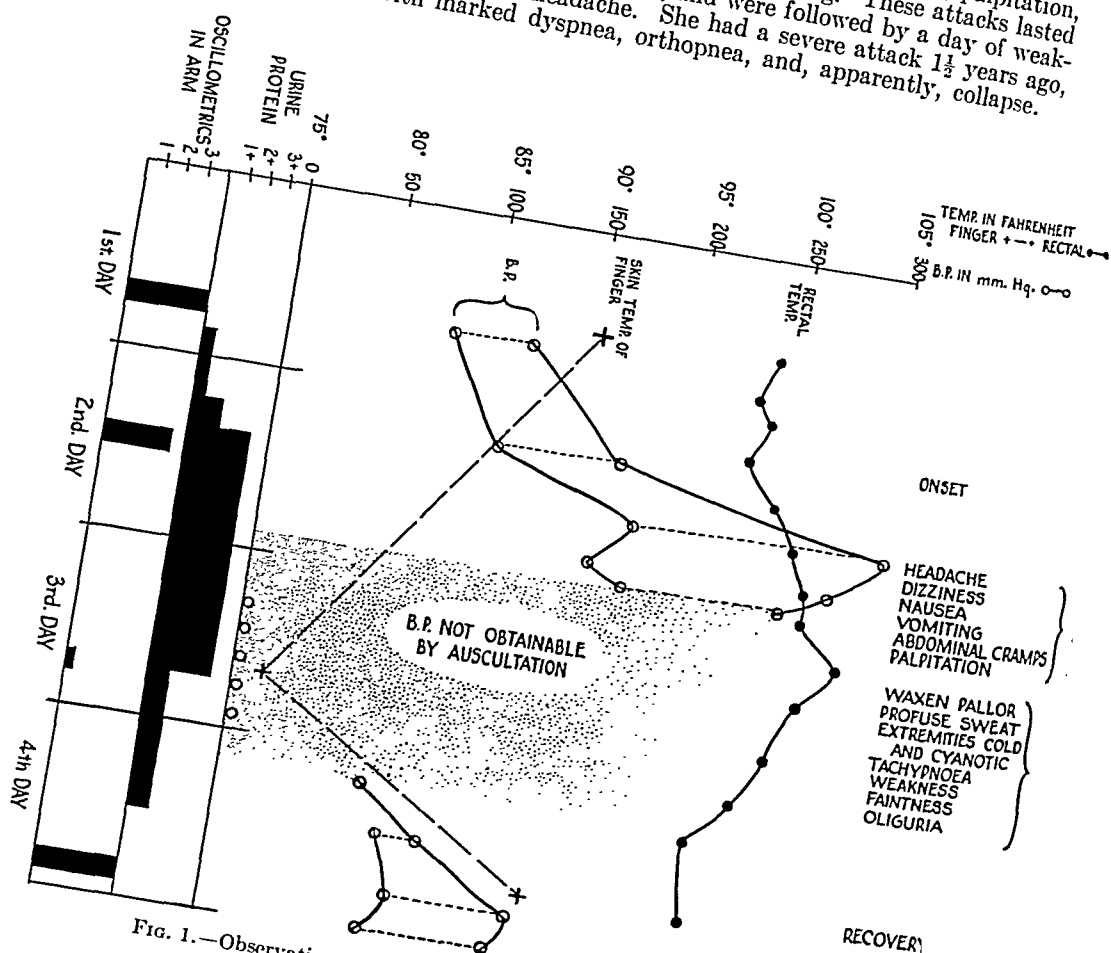 palpitation,
These attacks lasted
and were followed by a day of weak-
headache. She had a severe attack 1½ years ago,
marked dyspnea, orthopnea, and, apparently, collapse.
OSCILLOMETRICS
IN ARM
1 2 3
URINE
PROTEIN
1+ 2+ 3+
75° 80° 85° 90° 95° 100° 105°
0 50 100 150 200 250 300
TEMP. IN FAHRENHEIT
FINGER +—+ RECTAL
B.P. IN mm. Hg.
1st. DAY
2nd. DAY
3rd. DAY
4th DAY
B.P.
SKIN TEMP. OF
FINGER
RECTAL
TEMP.
B.P. NOT OBTAINABLE
BY AUSCULTATION
ONSET
HEADACHE
DIZZINESS
NAUSEA
VOMITING
ABDOMINAL CRAMPS
PALPITATION
WAXEN PALLOR
PROFUSE SWEAT
EXTREMITIES COLD
AND CYANOTIC
TACHYPNOEA
WEAKNESS
FAINTNESS
OLIGURIA
RECOVERY
FIG. 1.—Observati